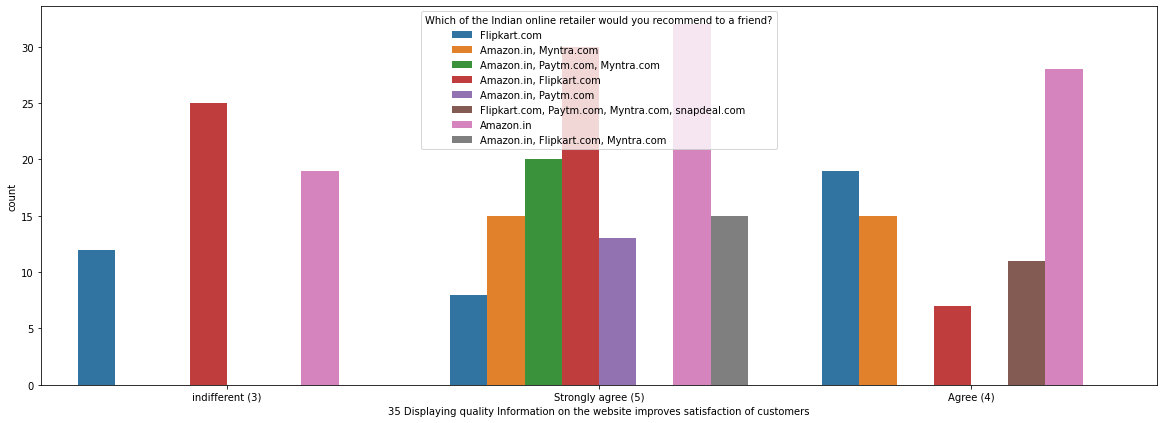 Which of the Indian online retailer would you recommend to a friend?
Flipkart.com
Amazon.in, Myntra.com
Amazon.in, Paytm.com, Myntra.com
Amazon.in, Flipkart.com
Amazon.in, Paytm.com
Flipkart.com, Paytm.com, Myntra.com, snapdeal.com
Amazon.in
Amazon.in, Flipkart.com, Myntra.com
count
30
25
20
15
10
5
0
indifferent (3)
Strongly agree (5)
Agree (4)
35 Displaying quality Information on the website improves satisfaction of customers